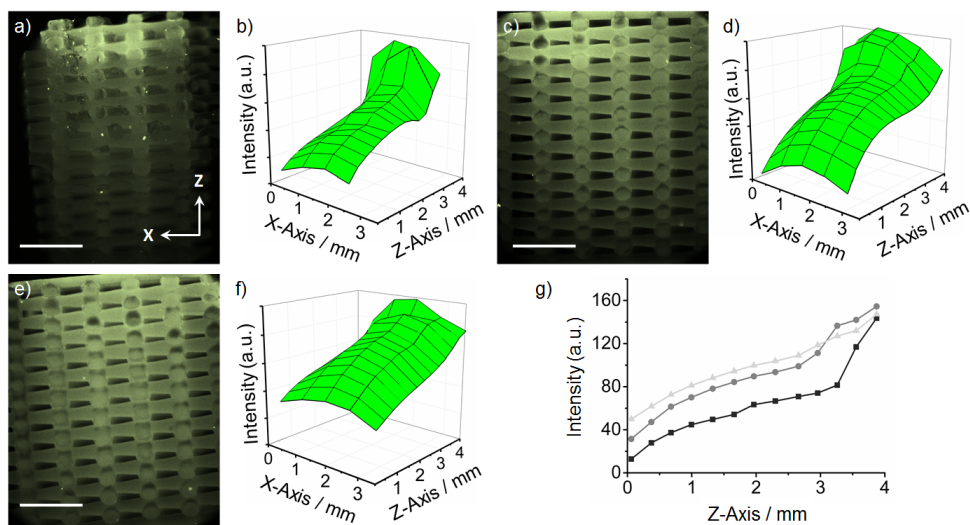 a)
z
x
b)
Intensity (a.u.)
0
1
2
3
X-Axis / mm
1
2
3
4
Z-Axis / mm
c)
d)
Intensity (a.u.)
0
1
2
3
X-Axis / mm
1
2
3
4
Z-Axis / mm
e)
f)
Intensity (a.u.)
0
1
2
3
X-Axis / mm
1
2
3
4
Z-Axis / mm
g)
Intensity (a.u.)
160
120
80
40
0
0
1
2
3
4
Z-Axis / mm